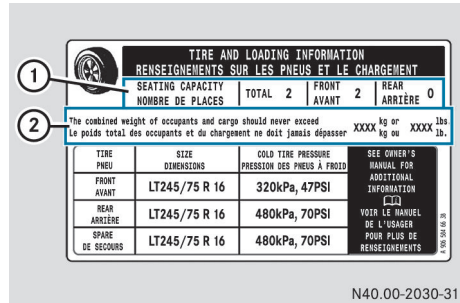 TIRE AND LOADING INFORMATION
RENSEIGNEMENTS SUR LES PNEUS ET LE CHARGEMENT
1
SEATING CAPACITY
NOMBRE DE PLACES
TOTAL 2
FRONT
AVANT
2
REAR
ARRIÈRE
0
2
The combined weight of occupants and cargo should never exceed
Le poids total des occupants et du chargement ne doit jamais dépasser
XXXX kg or
kg ou
XXXX lbs.
lb.
TIRE
PNEU
SIZE
DIMENSIONS
COLD TIRE PRESSURE
PRESSION DES PNEUS À FROID
SEE OWNER'S
MANUAL FOR
ADDITIONAL
INFORMATION
VOIR LE MANUEL
DE L'USAGER
POUR PLUS DE
RENSEIGNEMENTS
FRONT
AVANT
LT245/75 R 16
320kPa, 47PSI
REAR
ARRIÈRE
LT245/75 R 16
480kPa, 70PSI
SPARE
DE SECOURS
LT245/75 R 16
480kPa, 70PSI
A 906 584 66 38
N40.00-2030-31